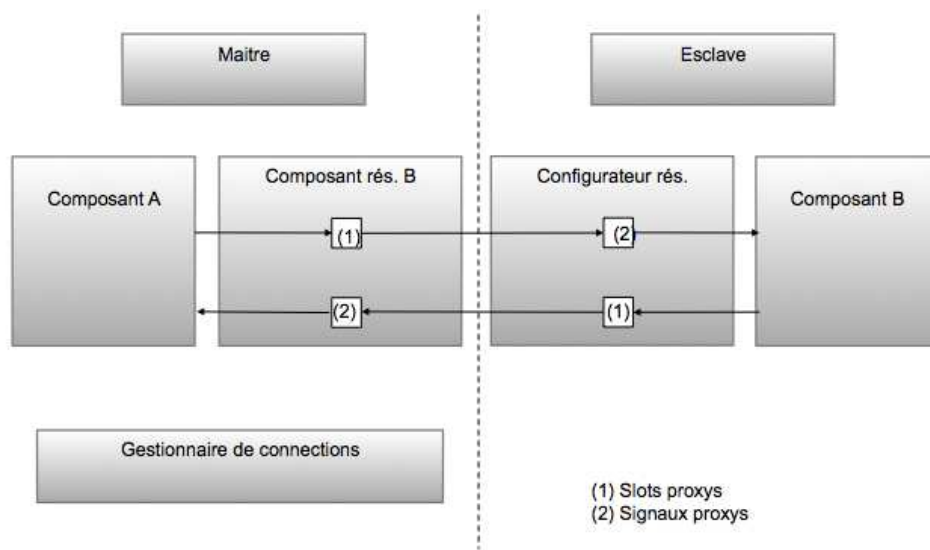 Maitre
Esclave
Composant A
Composant rés. B
Configurateur rés.
Composant B
(1)
(2)
(2)
(1)
Gestionnaire de connections
(1) Slots proxys
(2) Signaux proxys